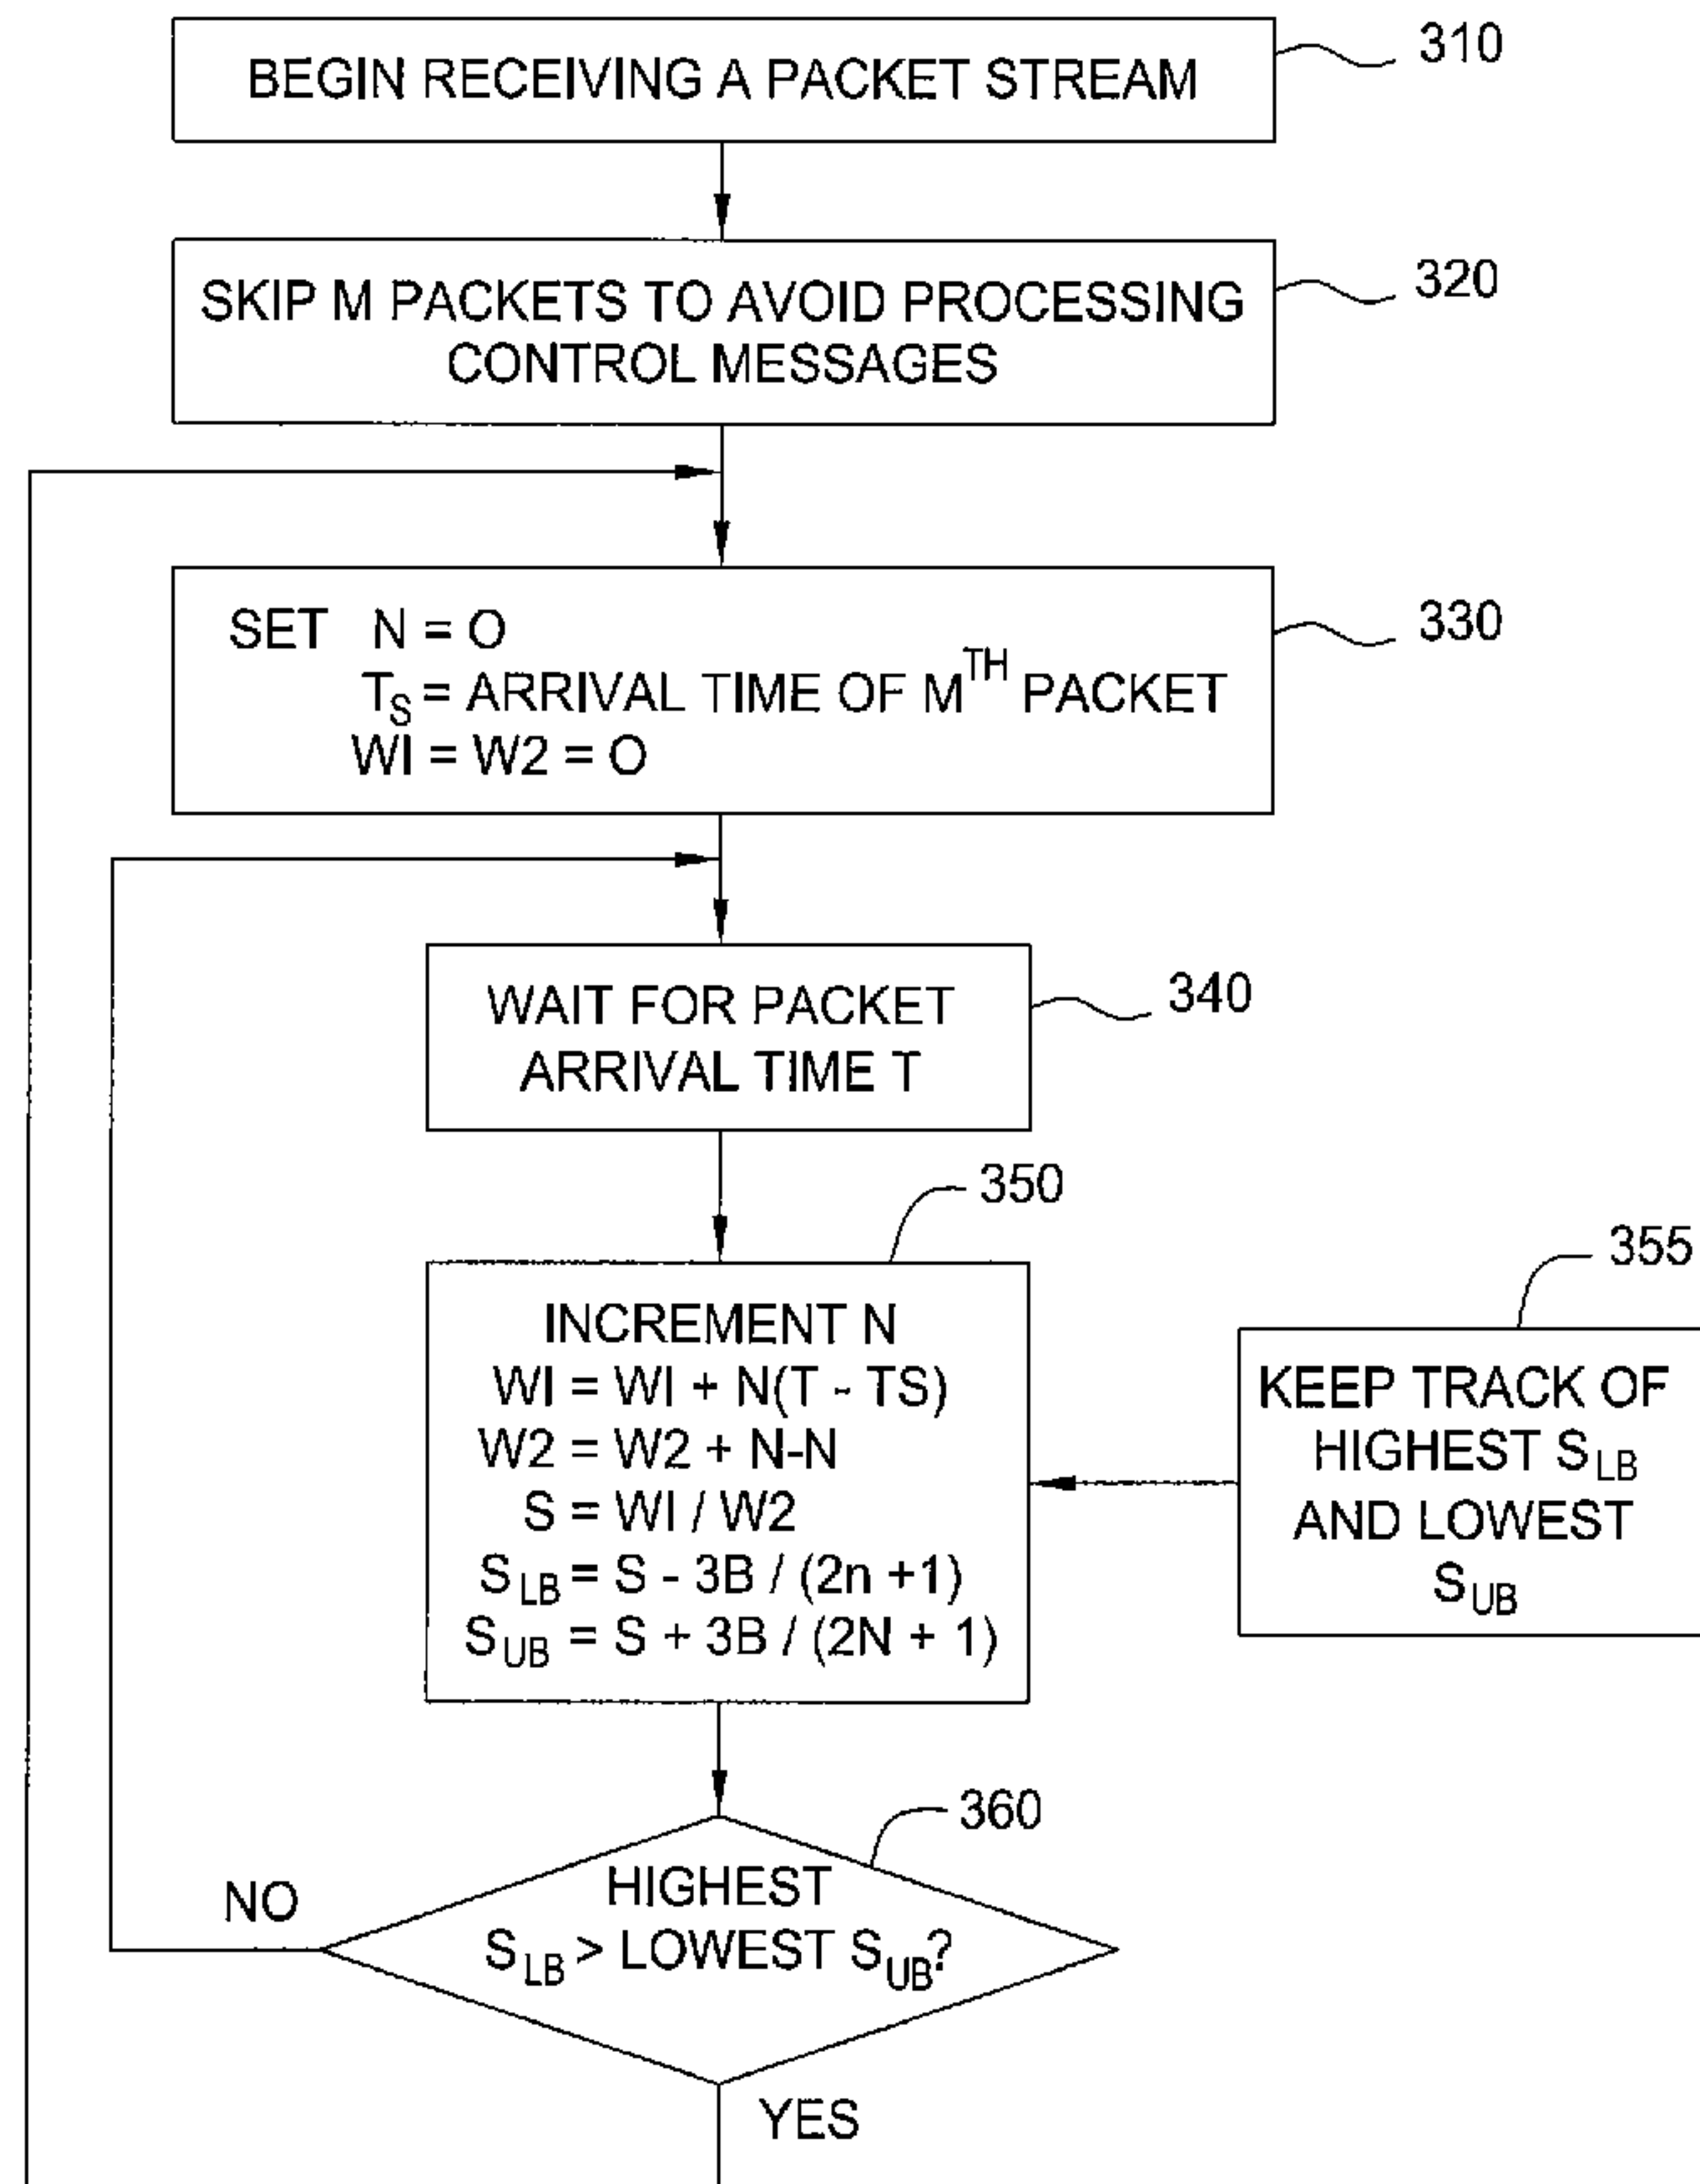 BEGIN RECEIVING A PACKET STREAM
310
SKIP M PACKETS TO AVOID PROCESSING
CONTROL MESSAGES
320
SET N = O
T_S = ARRIVAL TIME OF M^TH PACKET
WI = W2 = O
330
WAIT FOR PACKET
ARRIVAL TIME T
340
350
INCREMENT N
WI = WI + N(T - TS)
W2 = W2 + N-N
S = WI / W2
S_LB = S - 3B / (2n +1)
S_UB = S + 3B / (2N + 1)
355
KEEP TRACK OF
HIGHEST S_LB
AND LOWEST
S_UB
360
HIGHEST
S_LB > LOWEST S_UB?
NO
YES